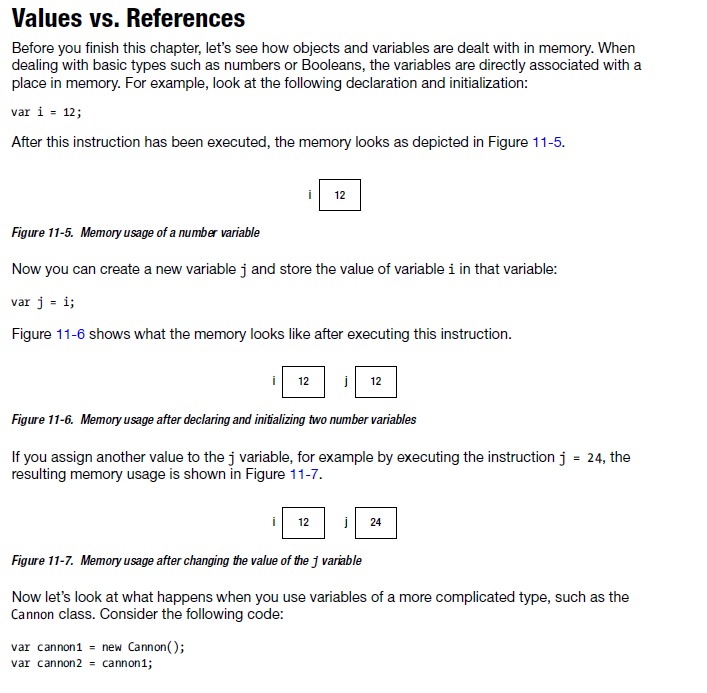 Values vs. References
Before you finish this chapter, let's see how objects and variables are dealt with in memory. When
dealing with basic types such as numbers or Booleans, the variables are directly associated with a
place in memory. For example, look at the following declaration and initialization:
var i = 12;
After this instruction has been executed, the memory looks as depicted in Figure 11-5.
i 12
Figure 11-5. Memory usage of a number variable
Now you can create a new variable j and store the value of variable i in that variable:
var j = i;
Figure 11-6 shows what the memory looks like after executing this instruction.
i 12 j 12
Figure 11-6. Memory usage after declaring and initializing two number variables
If you assign another value to the j variable, for example by executing the instruction j = 24, the
resulting memory usage is shown in Figure 11-7.
i 12 j 24
Figure 11-7. Memory usage after changing the value of the j variable
Now let's look at what happens when you use variables of a more complicated type, such as the
Cannon class. Consider the following code:
var cannon1 = new Cannon();
var cannon2 = cannon1;